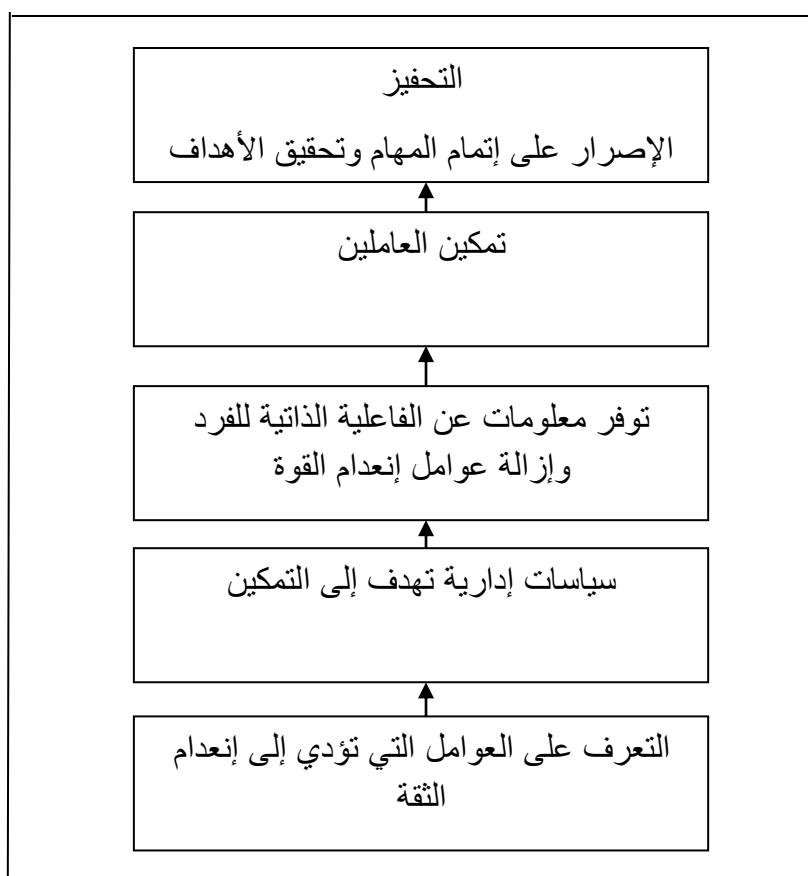 التحفيز
الإصرار على إتمام المهام وتحقيق الأهداف
تمكين العاملين
توفر معلومات عن الفاعلية الذاتية للفرد
وإزالة عوامل إنعدام القوة
سياسات إدارية تهدف إلى التمكين
التعرف على العوامل التي تؤدي إلى إنعدام
الثقة